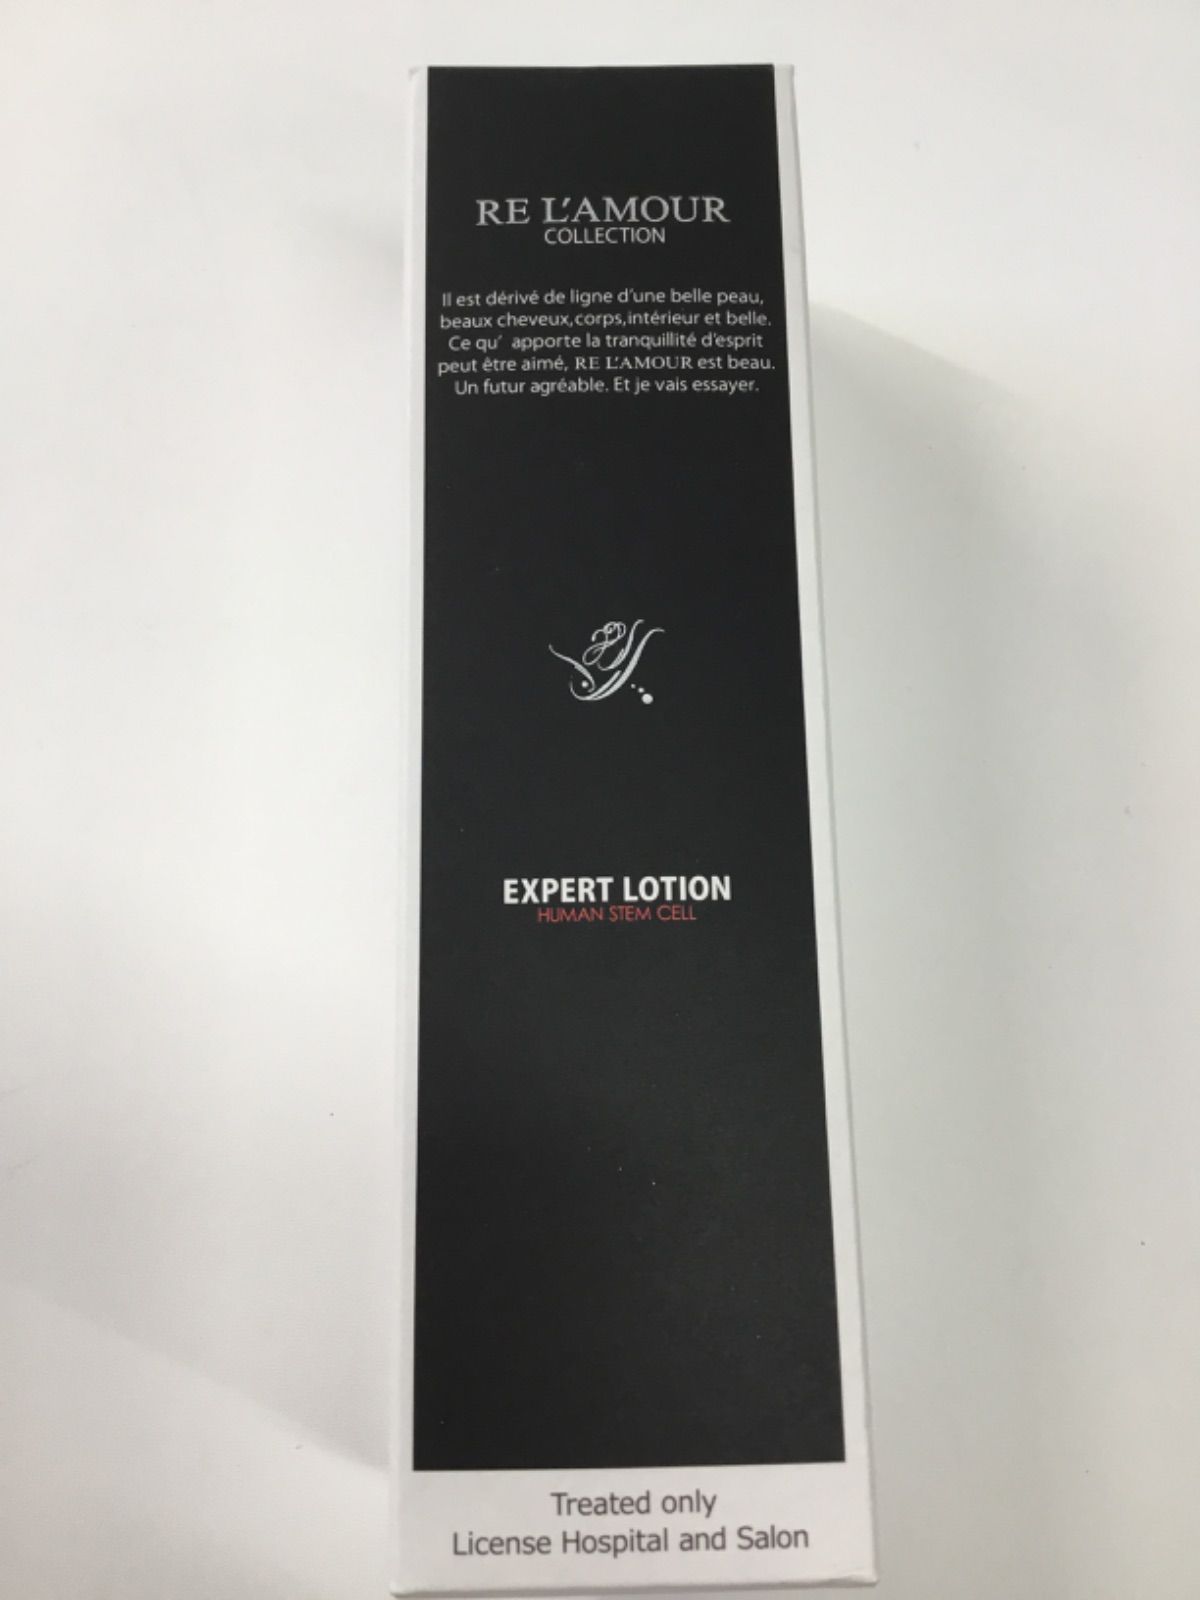 RE L'AMOUR
COLLECTION
Il est dérivé de ligne d'une belle peau,
beaux cheveux,corps,intérieur et belle.
Ce qu' apporte la tranquillité d'esprit
peut être aimé, RE L'AMOUR est beau.
Un futur agréable. Et je vais essayer.
EXPERT LOTION
HUMAN STEM CELL
Treated only
License Hospital and Salon